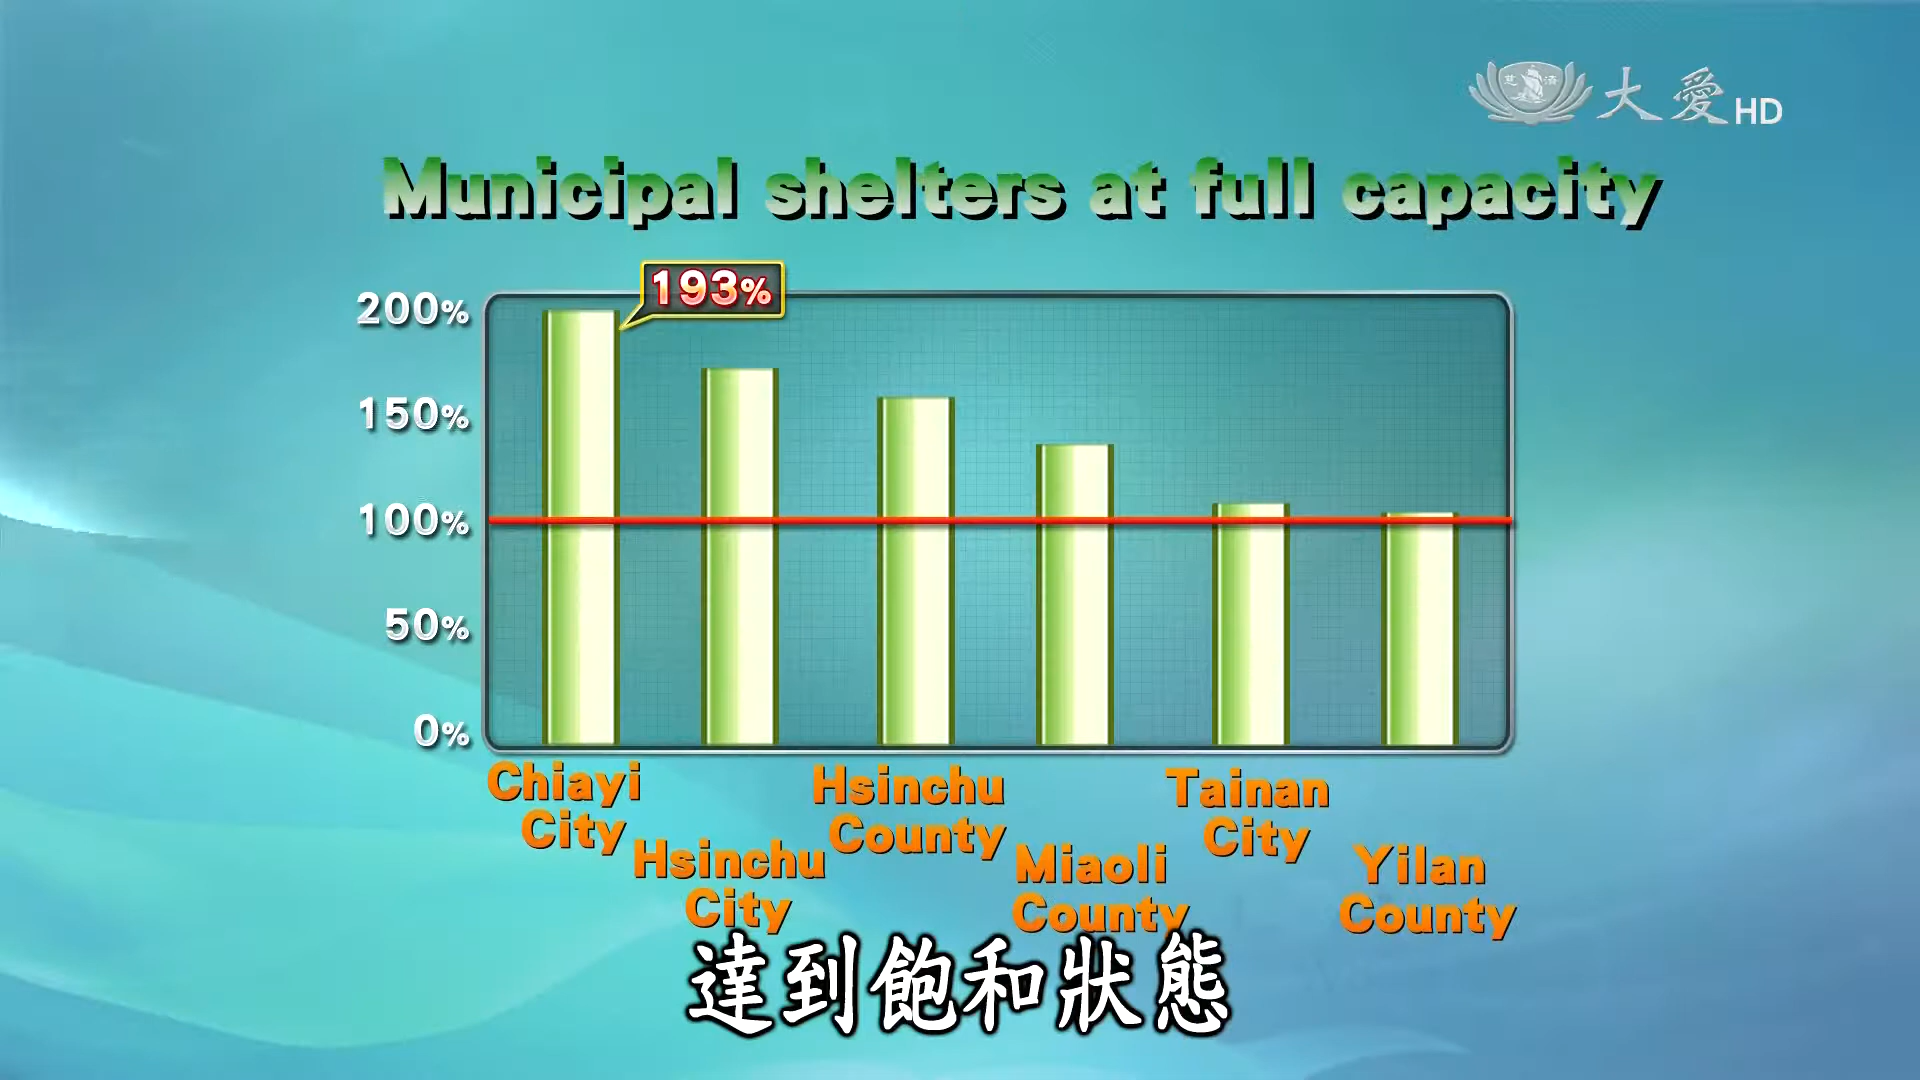 大愛HD
Municipal shelters at full capacity
193%
200%
150%
100%
50%
0%
Chiayi
City
Hsinchu
City
Hsinchu
County
Miaoli
County
Tainan
City
Yilan
County
達到飽和狀態